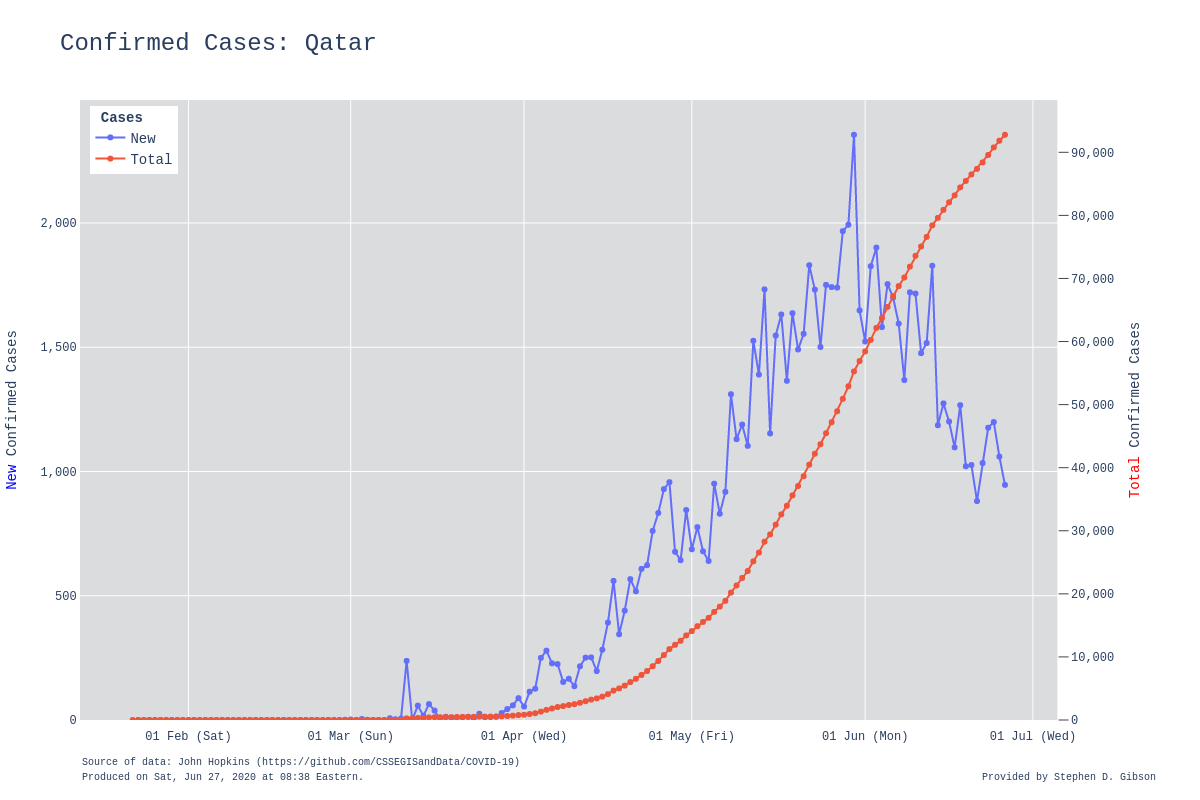 Confirmed Cases: Qatar
Cases
New
Total
2,000
1,500
1,000
500
0
90,000
80,000
70,000
60,000
50,000
40,000
30,000
20,000
10,000
0
New Confirmed Cases
Total Confirmed Cases
01 Feb (Sat)
01 Mar (Sun)
01 Apr (Wed)
01 May (Fri)
01 Jun (Mon)
01 Jul (Wed)
Source of data: John Hopkins (https://github.com/CSSEGISandData/COVID-19)
Produced on Sat, Jun 27, 2020 at 08:38 Eastern.
Provided by Stephen D. Gibson